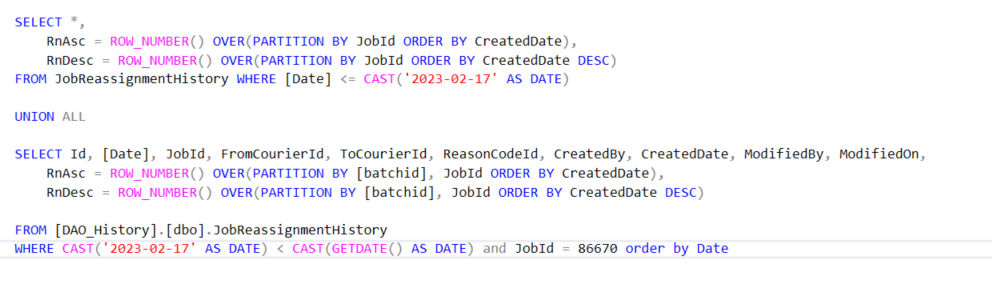 SELECT *,
RnAsc = ROW_NUMBER() OVER(PARTITION BY JobId ORDER BY CreatedDate),
RnDesc = ROW_NUMBER() OVER(PARTITION BY JobId ORDER BY CreatedDate DESC)
FROM JobReassignmentHistory WHERE [Date] <= CAST('2023-02-17' AS DATE)
UNION ALL
SELECT Id, [Date], JobId, FromCourierId, ToCourierId, ReasonCodeId, CreatedBy, CreatedDate, ModifiedBy, ModifiedOn,
RnAsc = ROW_NUMBER() OVER(PARTITION BY [batchid], JobId ORDER BY CreatedDate),
RnDesc = ROW_NUMBER() OVER(PARTITION BY [batchid], JobId ORDER BY CreatedDate DESC)
FROM [DAO_History].[dbo].JobReassignmentHistory
WHERE CAST('2023-02-17' AS DATE) < CAST(GETDATE() AS DATE) and JobId = 86670 order by Date